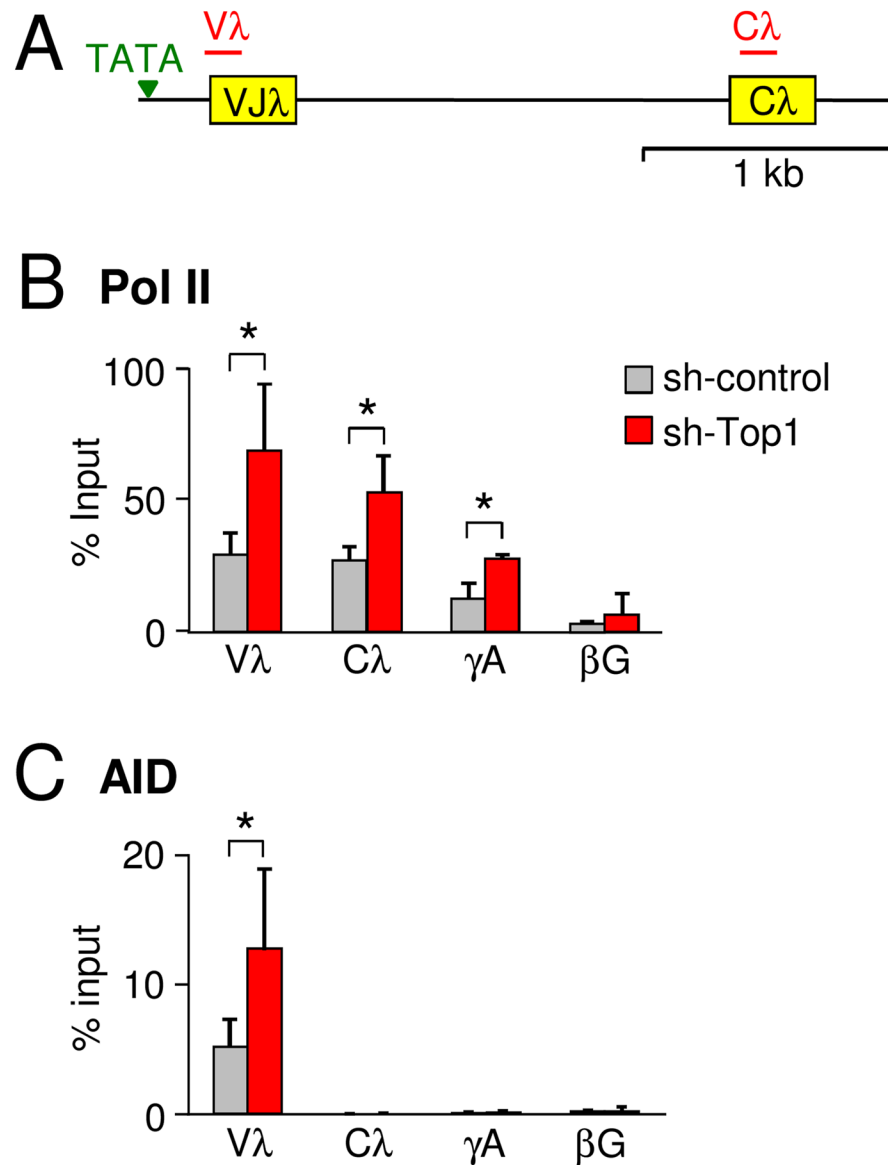 A
Vλ
Cλ
TATA
VJλ
Cλ
1 kb
B Pol II
*
*
*
100
50
0
% Input
sh-control
sh-Top1
Vλ Cλ γA βG
C AID
*
20
10
0
% input
Vλ Cλ γA βG